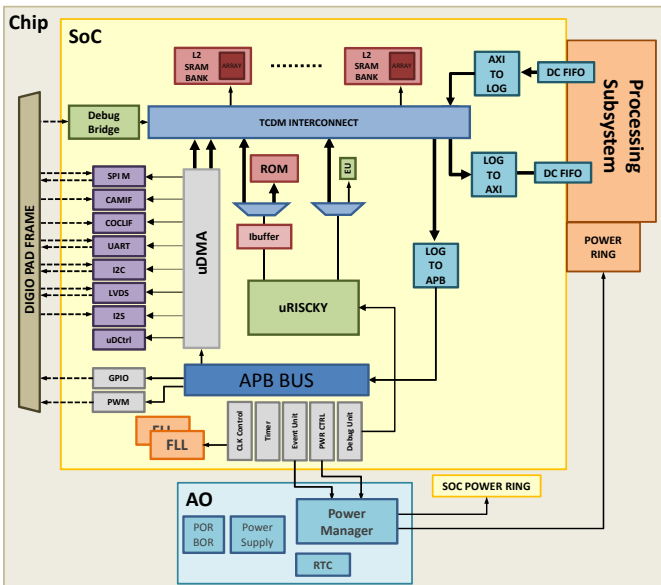 Chip
SoC
L2
SRAM
BANK
ARRAY
L2
SRAM
BANK
ARRAY
AXI
TO
LOG
DC FIFO
Processing
Subsystem
Debug
Bridge
TCDM INTERCONNECT
LOG
TO
AXI
DC FIFO
DIGIO PAD FRAME
SPI M
CAMIF
COCLIF
UART
I2C
LVDS
I2S
uDCtrl
uDMA
ROM
EU
Ibuffer
uRISCKY
LOG
TO
APB
POWER
RING
GPIO
PWM
APB BUS
FLL
FLL
CLK Control
Timer
Event Unit
PWR CTRL
Debug Unit
AO
POR
BOR
Power
Supply
Power
Manager
RTC
SOC POWER RING